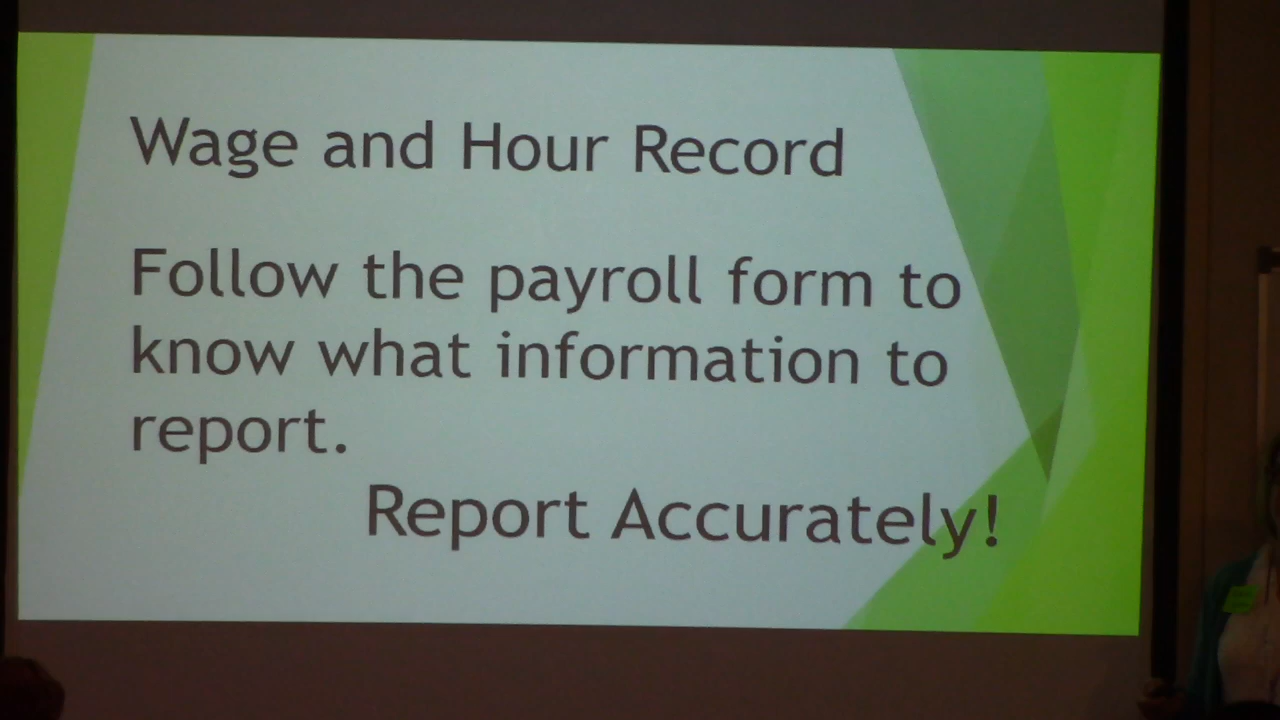 Wage and Hour Record
Follow the payroll form to
know what information to
report.
Report Accurately!